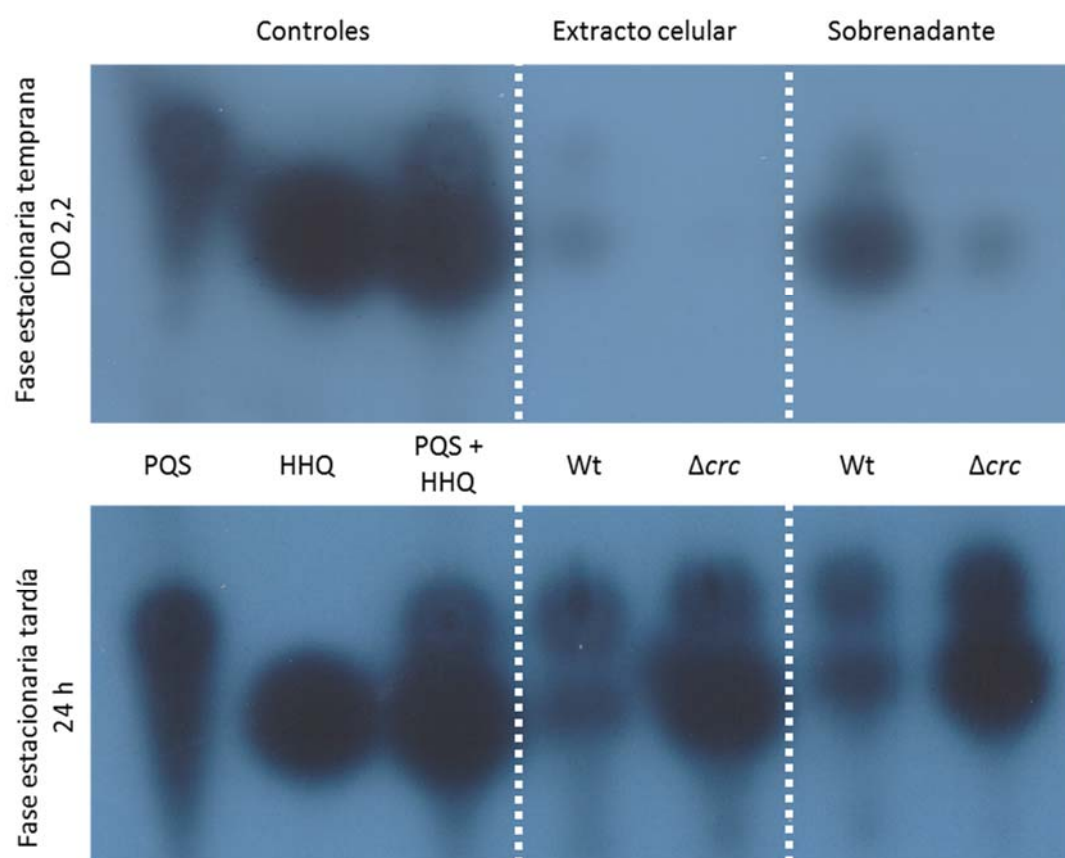 Controles Extracto celular Sobrenadante
Fase estacionaria temprana
DO 2,2
PQS HHQ PQS + HHQ Wt Δcrc Wt Δcrc
Fase estacionaria tardía
24 h